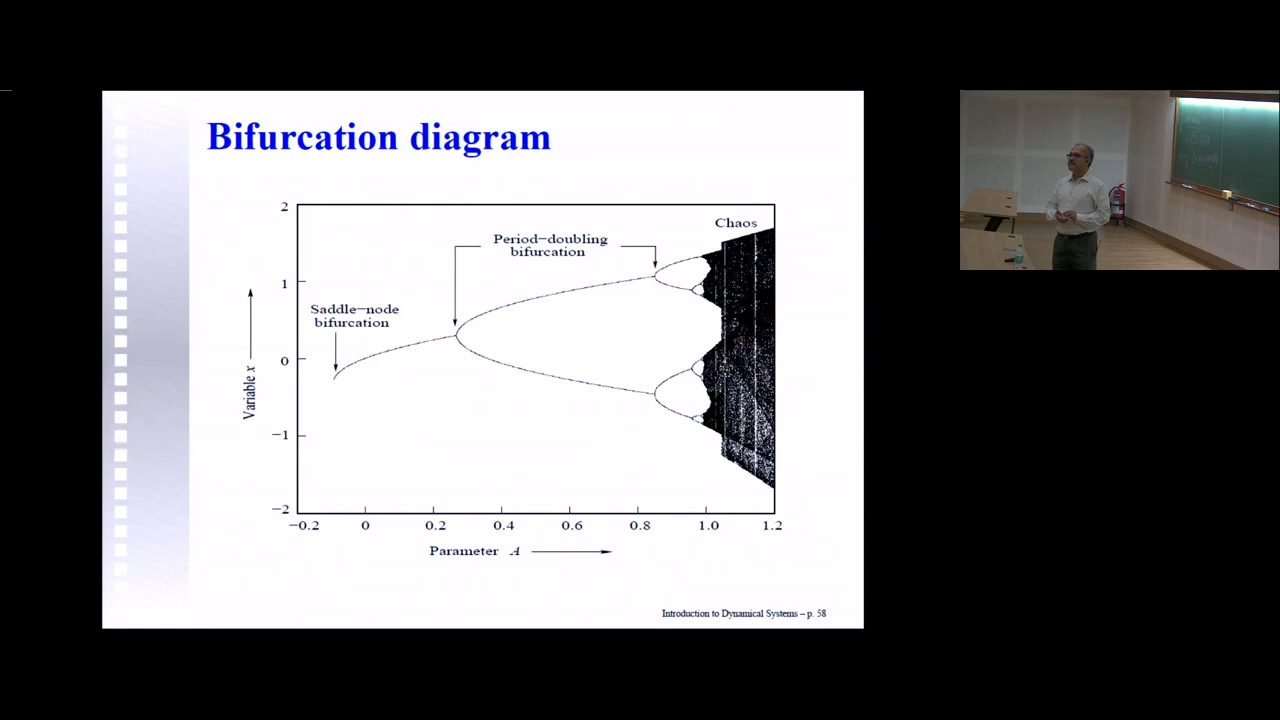 Bifurcation diagram
2
1
0
−1
−2
Variable x
Saddle−node
bifurcation
Period−doubling
bifurcation
Chaos
−0.2 0 0.2 0.4 0.6 0.8 1.0 1.2
Parameter A
Introduction to Dynamical Systems – p. 58